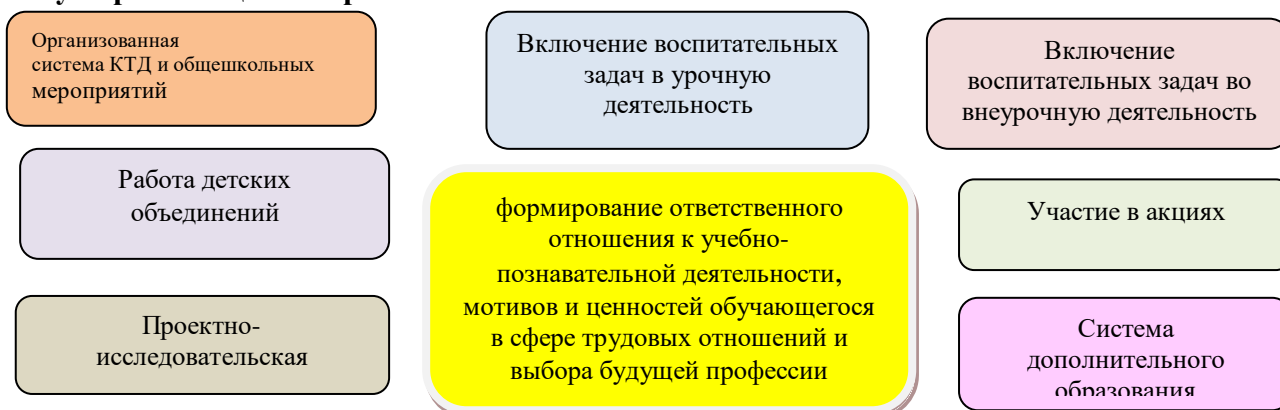 Организованная
система КТД и общешкольных
мероприятий
Включение воспитательных
задач в урочную
деятельность
Включение
воспитательных задач во
внеурочную деятельность
Работа детских
объединений
формирование ответственного
отношения к учебно-
познавательной деятельности,
мотивов и ценностей обучающегося
в сфере трудовых отношений и
выбора будущей профессии
Участие в акциях
Проектно-
исследовательская
Система
дополнительного
образования